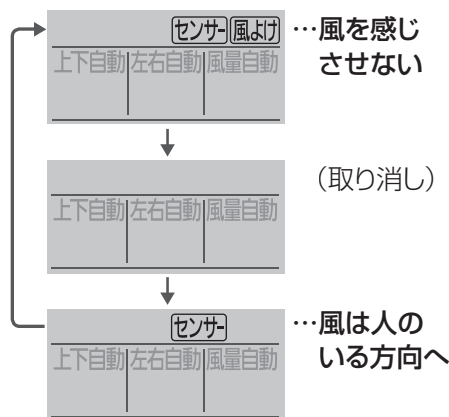 センサー 風よけ …風を感じ
させない
上下自動 左右自動 風量自動
(取り消し)
上下自動 左右自動 風量自動
センサー …風は人の
いる方向へ
上下自動 左右自動 風量自動